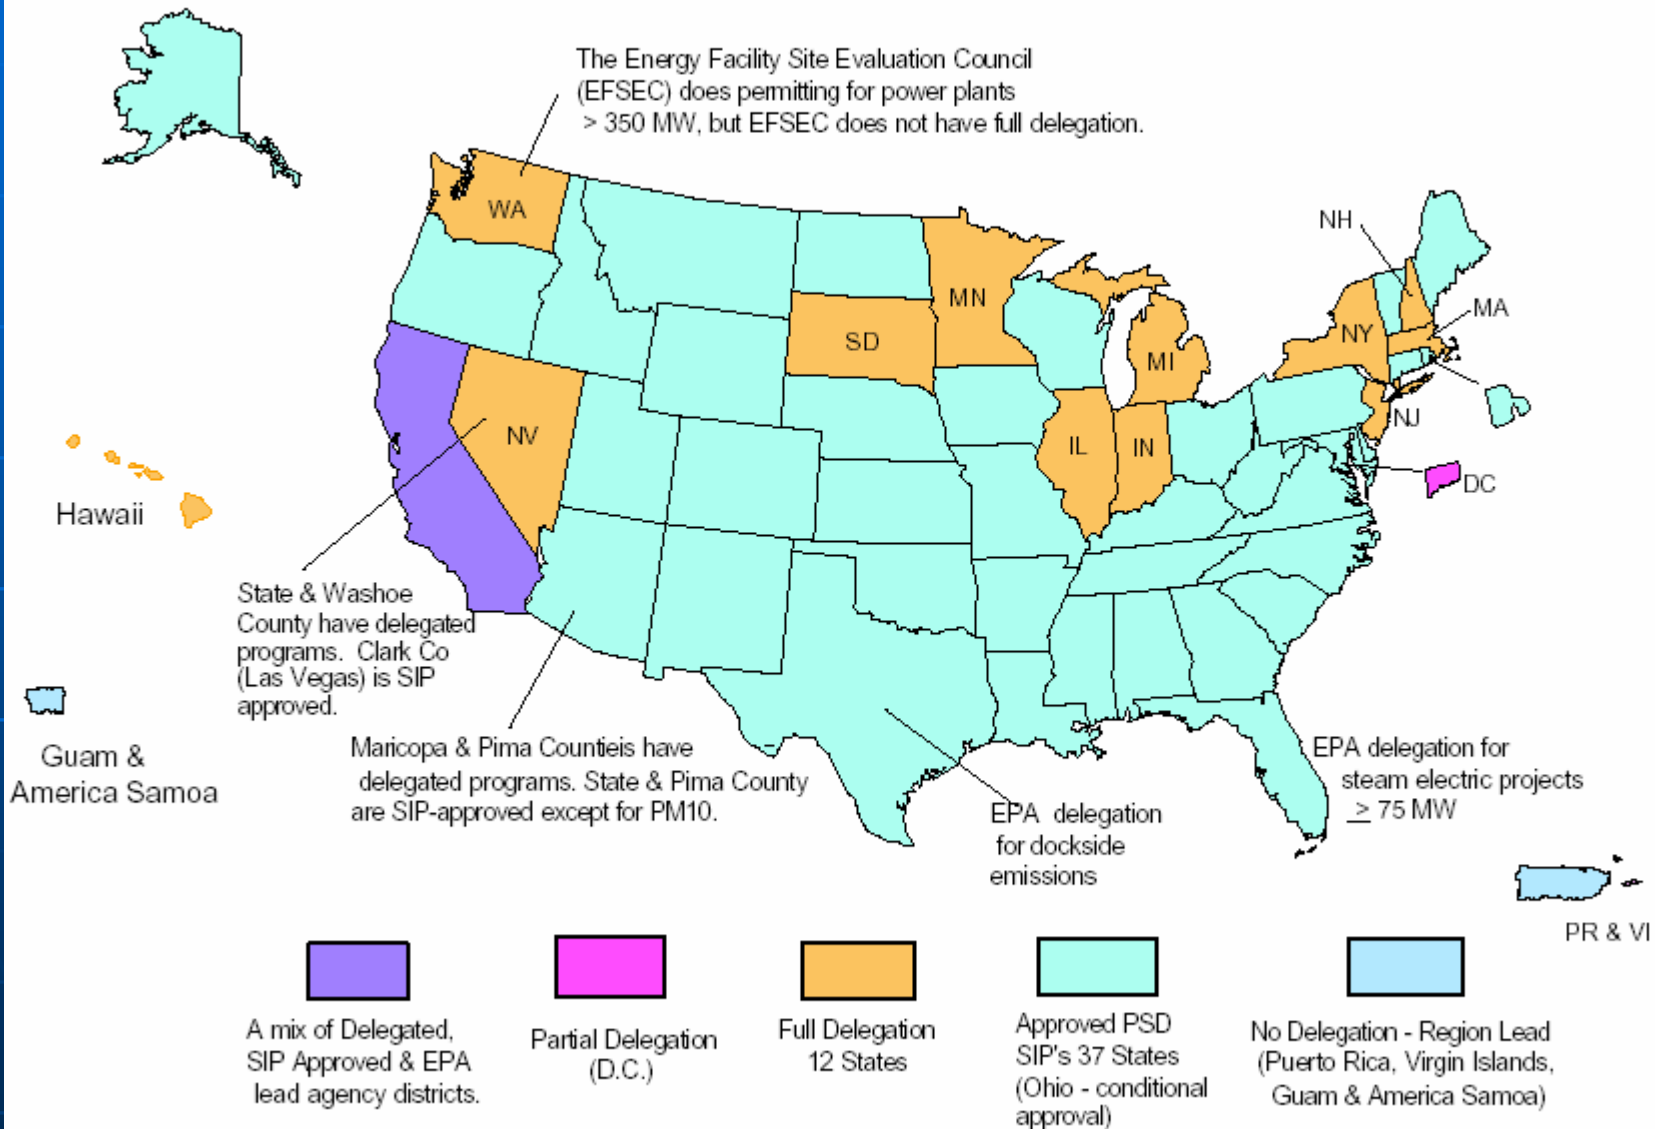 The Energy Facility Site Evaluation Council
(EFSEC) does permitting for power plants
> 350 MW, but EFSEC does not have full delegation.
WA
NH
MN
MA
SD
NY
MI
NJ
NV
IL
IN
DC
Hawaii
State & Washoe
County have delegated
programs. Clark Co
(Las Vegas) is SIP
approved.
Guam &
America Samoa
Maricopa & Pima Countieis have
delegated programs. State & Pima County
are SIP-approved except for PM10.
EPA delegation
for dockside
emissions
EPA delegation for
steam electric projects
> 75 MW
PR & VI
A mix of Delegated,
SIP Approved & EPA
lead agency districts.
Partial Delegation
(D.C.)
Full Delegation
12 States
Approved PSD
SIP's 37 States
(Ohio - conditional
approval)
No Delegation - Region Lead
(Puerto Rica, Virgin Islands,
Guam & America Samoa)